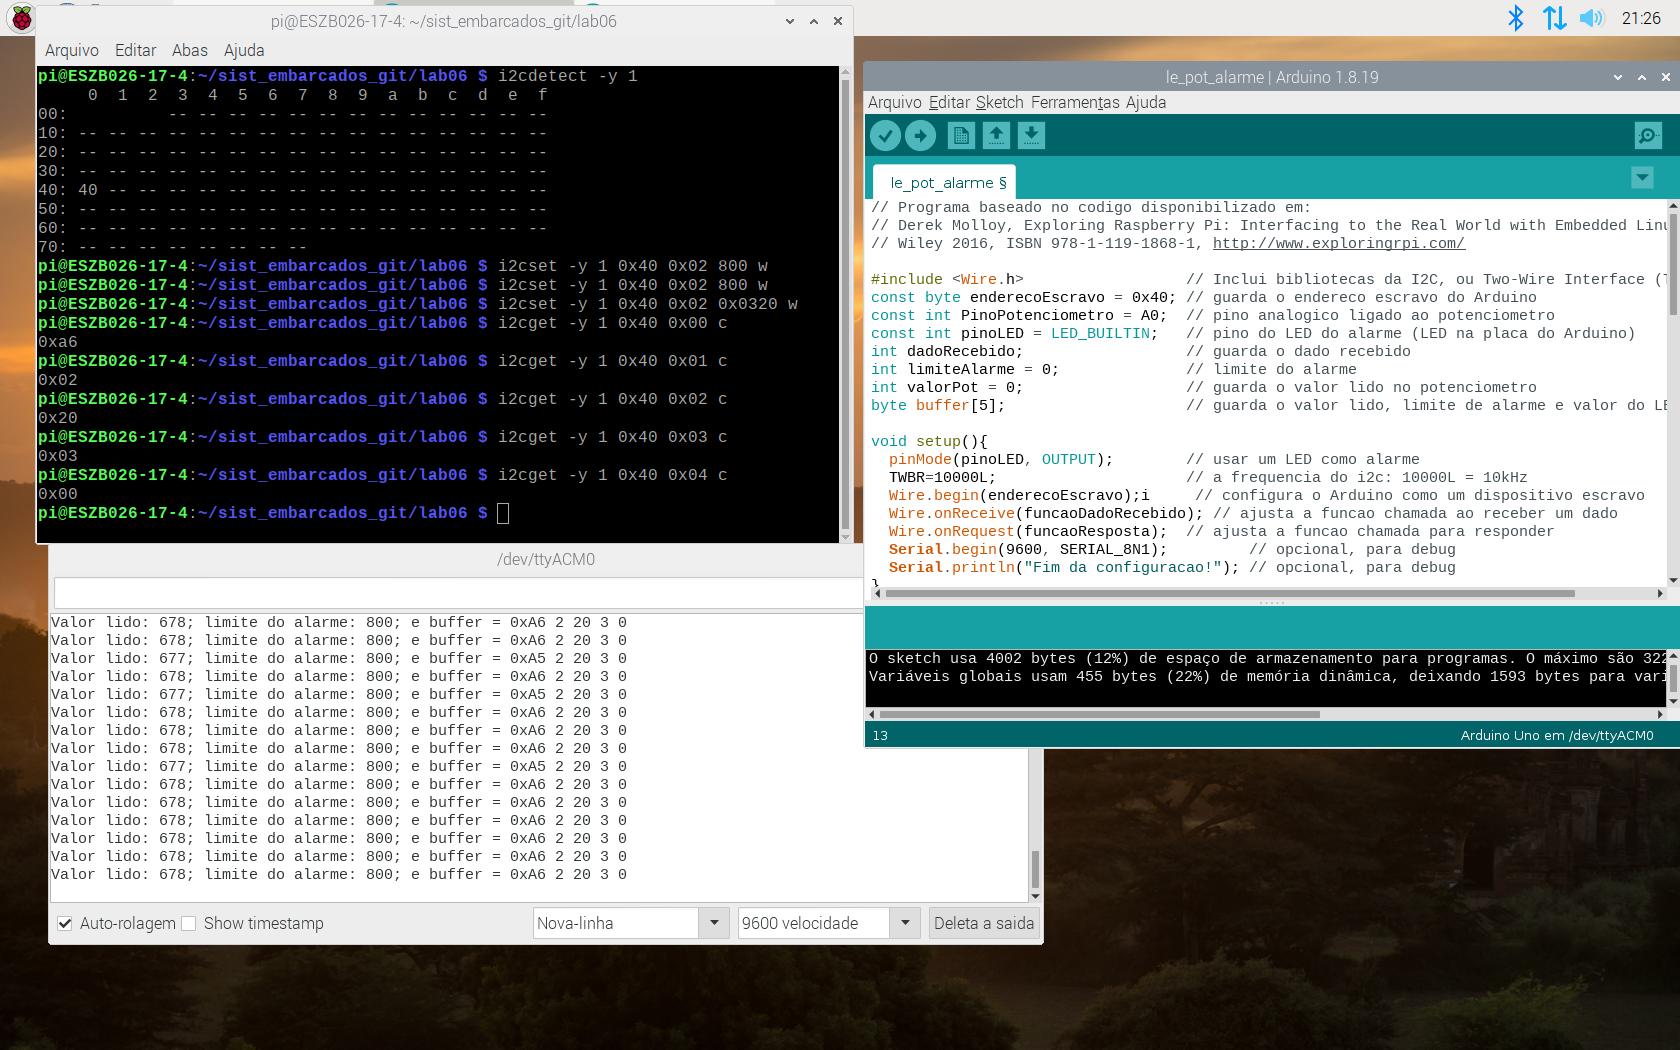 pi@ESZB026-17-4: ~/sist_embarcados_git/lab06
21:26
Arquivo Editar Abas Ajuda
pi@ESZB026-17-4:~/sist_embarcados_git/lab06 $ i2cdetect -y 1
     0  1  2  3  4  5  6  7  8  9  a  b  c  d  e  f
00:          -- -- -- -- -- -- -- -- -- -- -- -- --
10: -- -- -- -- -- -- -- -- -- -- -- -- -- -- -- --
20: -- -- -- -- -- -- -- -- -- -- -- -- -- -- -- --
30: -- -- -- -- -- -- -- -- -- -- -- -- -- -- -- --
40: 40 -- -- -- -- -- -- -- -- -- -- -- -- -- -- --
50: -- -- -- -- -- -- -- -- -- -- -- -- -- -- -- --
60: -- -- -- -- -- -- -- -- -- -- -- -- -- -- -- --
70: -- -- -- -- -- -- -- --
pi@ESZB026-17-4:~/sist_embarcados_git/lab06 $ i2cset -y 1 0x40 0x02 800 w
pi@ESZB026-17-4:~/sist_embarcados_git/lab06 $ i2cset -y 1 0x40 0x02 800 w
pi@ESZB026-17-4:~/sist_embarcados_git/lab06 $ i2cset -y 1 0x40 0x02 0x0320 w
pi@ESZB026-17-4:~/sist_embarcados_git/lab06 $ i2cget -y 1 0x40 0x00 c
0xa6
pi@ESZB026-17-4:~/sist_embarcados_git/lab06 $ i2cget -y 1 0x40 0x01 c
0x02
pi@ESZB026-17-4:~/sist_embarcados_git/lab06 $ i2cget -y 1 0x40 0x02 c
0x20
pi@ESZB026-17-4:~/sist_embarcados_git/lab06 $ i2cget -y 1 0x40 0x03 c
0x03
pi@ESZB026-17-4:~/sist_embarcados_git/lab06 $ i2cget -y 1 0x40 0x04 c
0x00
pi@ESZB026-17-4:~/sist_embarcados_git/lab06 $
/dev/ttyACM0
Valor lido: 678; limite do alarme: 800; e buffer = 0xA6 2 20 3 0
Valor lido: 678; limite do alarme: 800; e buffer = 0xA6 2 20 3 0
Valor lido: 677; limite do alarme: 800; e buffer = 0xA5 2 20 3 0
Valor lido: 678; limite do alarme: 800; e buffer = 0xA6 2 20 3 0
Valor lido: 677; limite do alarme: 800; e buffer = 0xA5 2 20 3 0
Valor lido: 678; limite do alarme: 800; e buffer = 0xA6 2 20 3 0
Valor lido: 678; limite do alarme: 800; e buffer = 0xA6 2 20 3 0
Valor lido: 678; limite do alarme: 800; e buffer = 0xA6 2 20 3 0
Valor lido: 677; limite do alarme: 800; e buffer = 0xA5 2 20 3 0
Valor lido: 678; limite do alarme: 800; e buffer = 0xA6 2 20 3 0
Valor lido: 678; limite do alarme: 800; e buffer = 0xA6 2 20 3 0
Valor lido: 678; limite do alarme: 800; e buffer = 0xA6 2 20 3 0
Valor lido: 678; limite do alarme: 800; e buffer = 0xA6 2 20 3 0
Valor lido: 678; limite do alarme: 800; e buffer = 0xA6 2 20 3 0
Valor lido: 678; limite do alarme: 800; e buffer = 0xA6 2 20 3 0
Auto-rolagem Show timestamp Nova-linha 9600 velocidade Deleta a saida
le_pot_alarme | Arduino 1.8.19
Arquivo Editar Sketch Ferramentas Ajuda
le_pot_alarme §
// Programa baseado no codigo disponibilizado em:
// Derek Molloy, Exploring Raspberry Pi: Interfacing to the Real World with Embedded Linu
// Wiley 2016, ISBN 978-1-119-1868-1, http://www.exploringrpi.com/
#include <Wire.h> // Inclui bibliotecas da I2C, ou Two-Wire Interface (T
const byte enderecoEscravo = 0x40; // guarda o endereco escravo do Arduino
const int PinoPotenciometro = A0; // pino analogico ligado ao potenciometro
const int pinoLED = LED_BUILTIN; // pino do LED do alarme (LED na placa do Arduino)
int dadoRecebido; // guarda o dado recebido
int limiteAlarme = 0; // limite do alarme
int valorPot = 0; // guarda o valor lido no potenciometro
byte buffer[5]; // guarda o valor lido, limite de alarme e valor do LE
void setup(){
pinMode(pinoLED, OUTPUT); // usar um LED como alarme
TWBR=10000L; // a frequencia do i2c: 10000L = 10kHz
Wire.begin(enderecoEscravo);i // configura o Arduino como um dispositivo escravo
Wire.onReceive(funcaoDadoRecebido); // ajusta a funcao chamada ao receber um dado
Wire.onRequest(funcaoResposta); // ajusta a funcao chamada para responder
Serial.begin(9600, SERIAL_8N1); // opcional, para debug
Serial.println("Fim da configuracao!"); // opcional, para debug
}
O sketch usa 4002 bytes (12%) de espaço de armazenamento para programas. O máximo são 322
Variáveis globais usam 455 bytes (22%) de memória dinâmica, deixando 1593 bytes para vari
13
Arduino Uno em /dev/ttyACM0